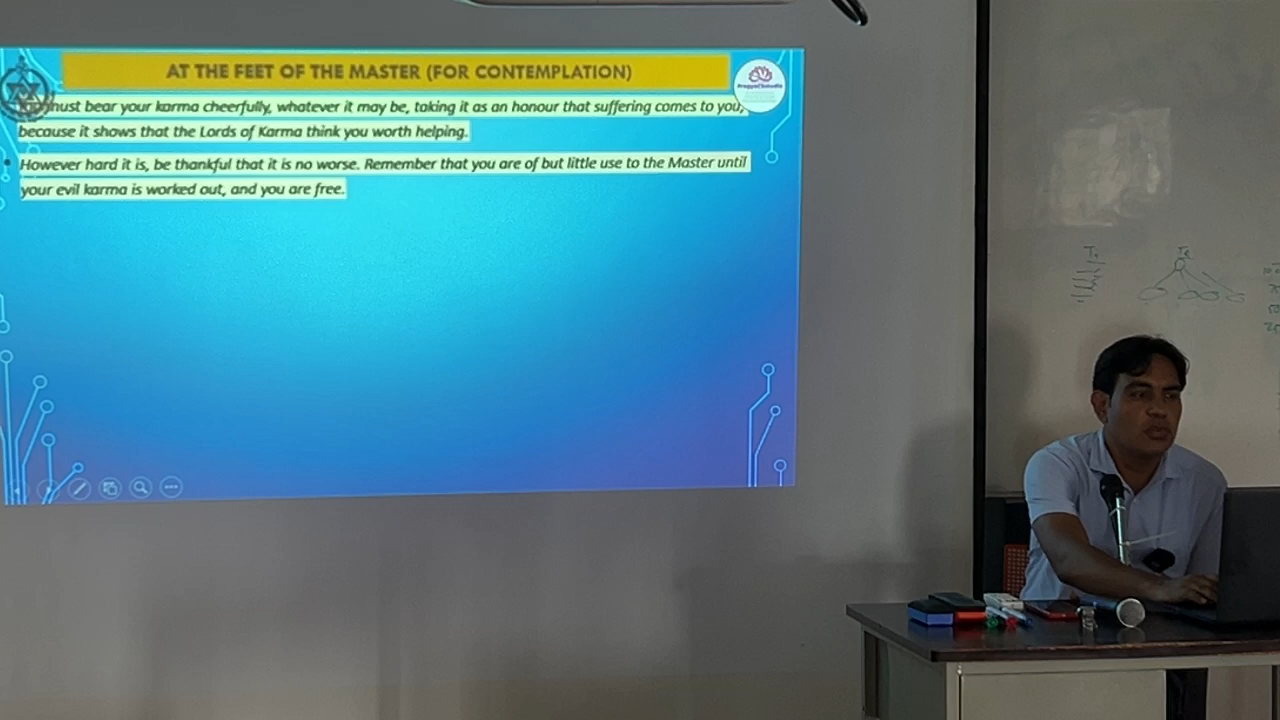 AT THE FEET OF THE MASTER (FOR CONTEMPLATION)
must bear your karma cheerfully, whatever it may be, taking it as an honour that suffering comes to you,
because it shows that the Lords of Karma think you worth helping.
However hard it is, be thankful that it is no worse. Remember that you are of but little use to the Master until
your evil karma is worked out, and you are free.